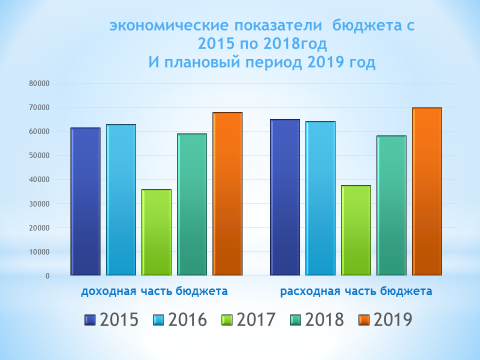 экономические показатели бюджета с
2015 по 2018год
И плановый период 2019 год
80000
70000
60000
50000
40000
30000
20000
10000
0
доходная часть бюджета
расходная часть бюджета
2015 2016 2017 2018 2019